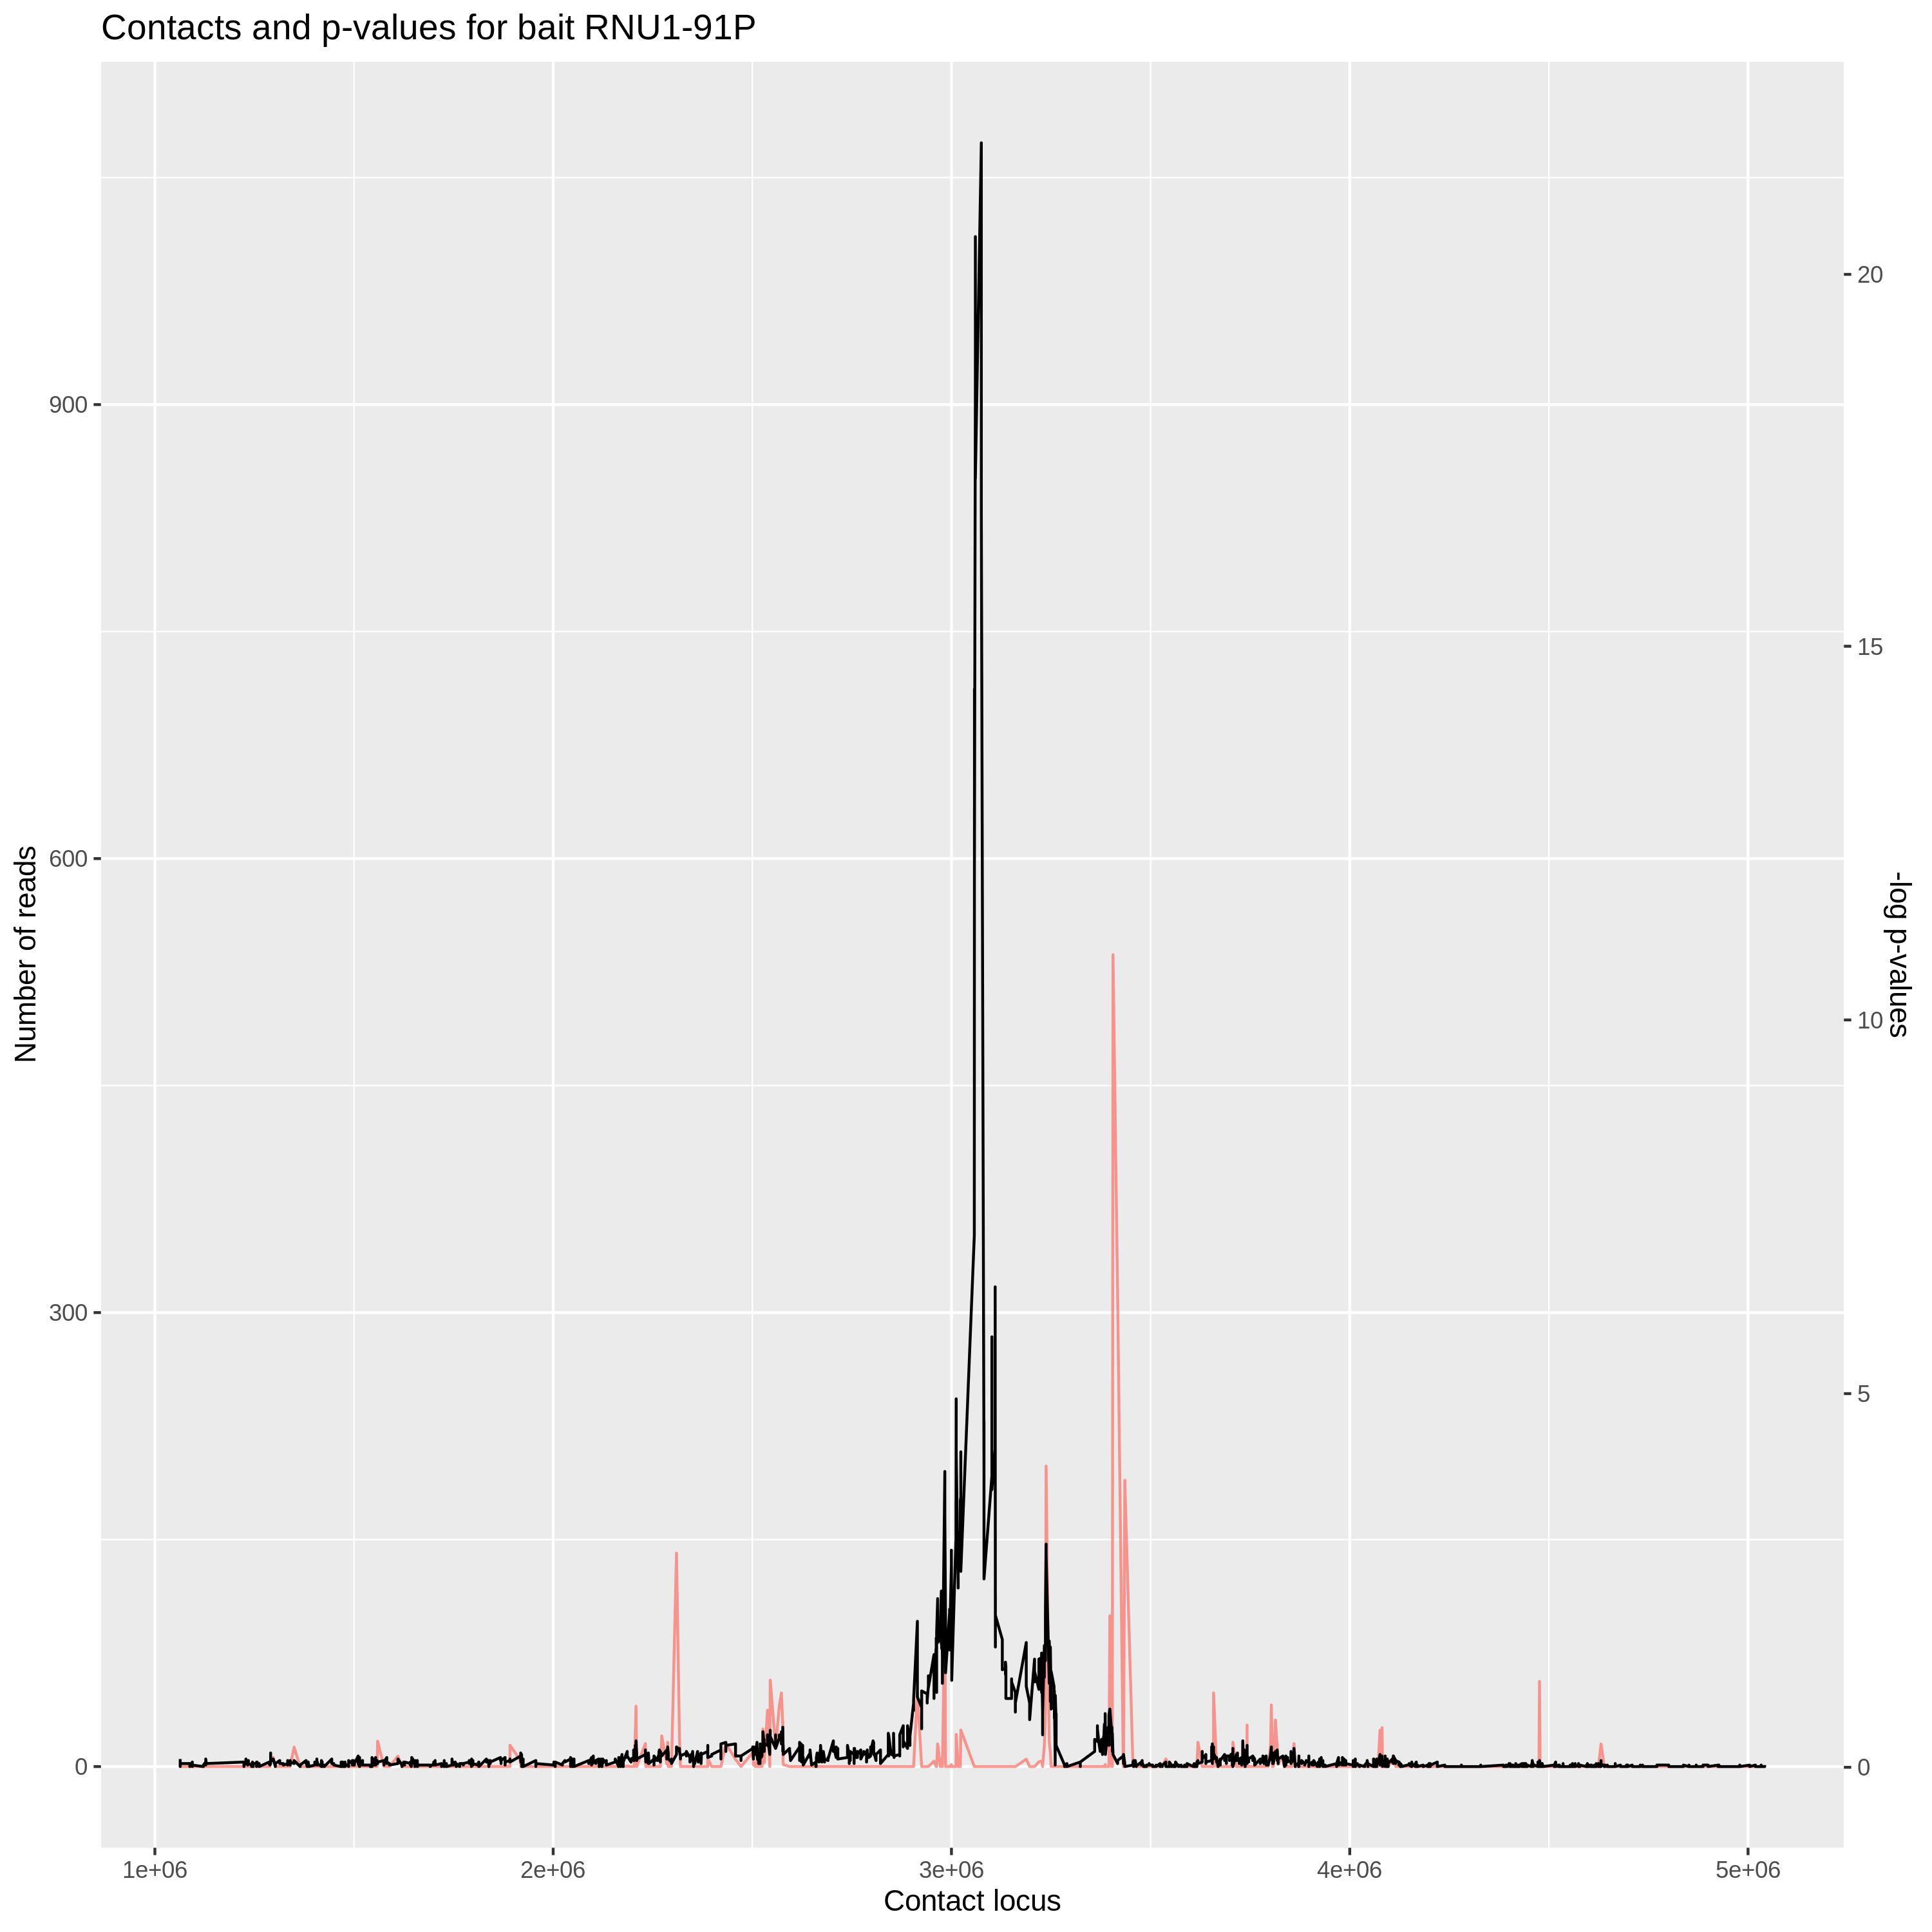 Contacts and p-values for bait RNU1-91P
900
600
300
0
Number of reads
20
15
10
5
0
-log p-values
1e+06
2e+06
3e+06
4e+06
5e+06
Contact locus